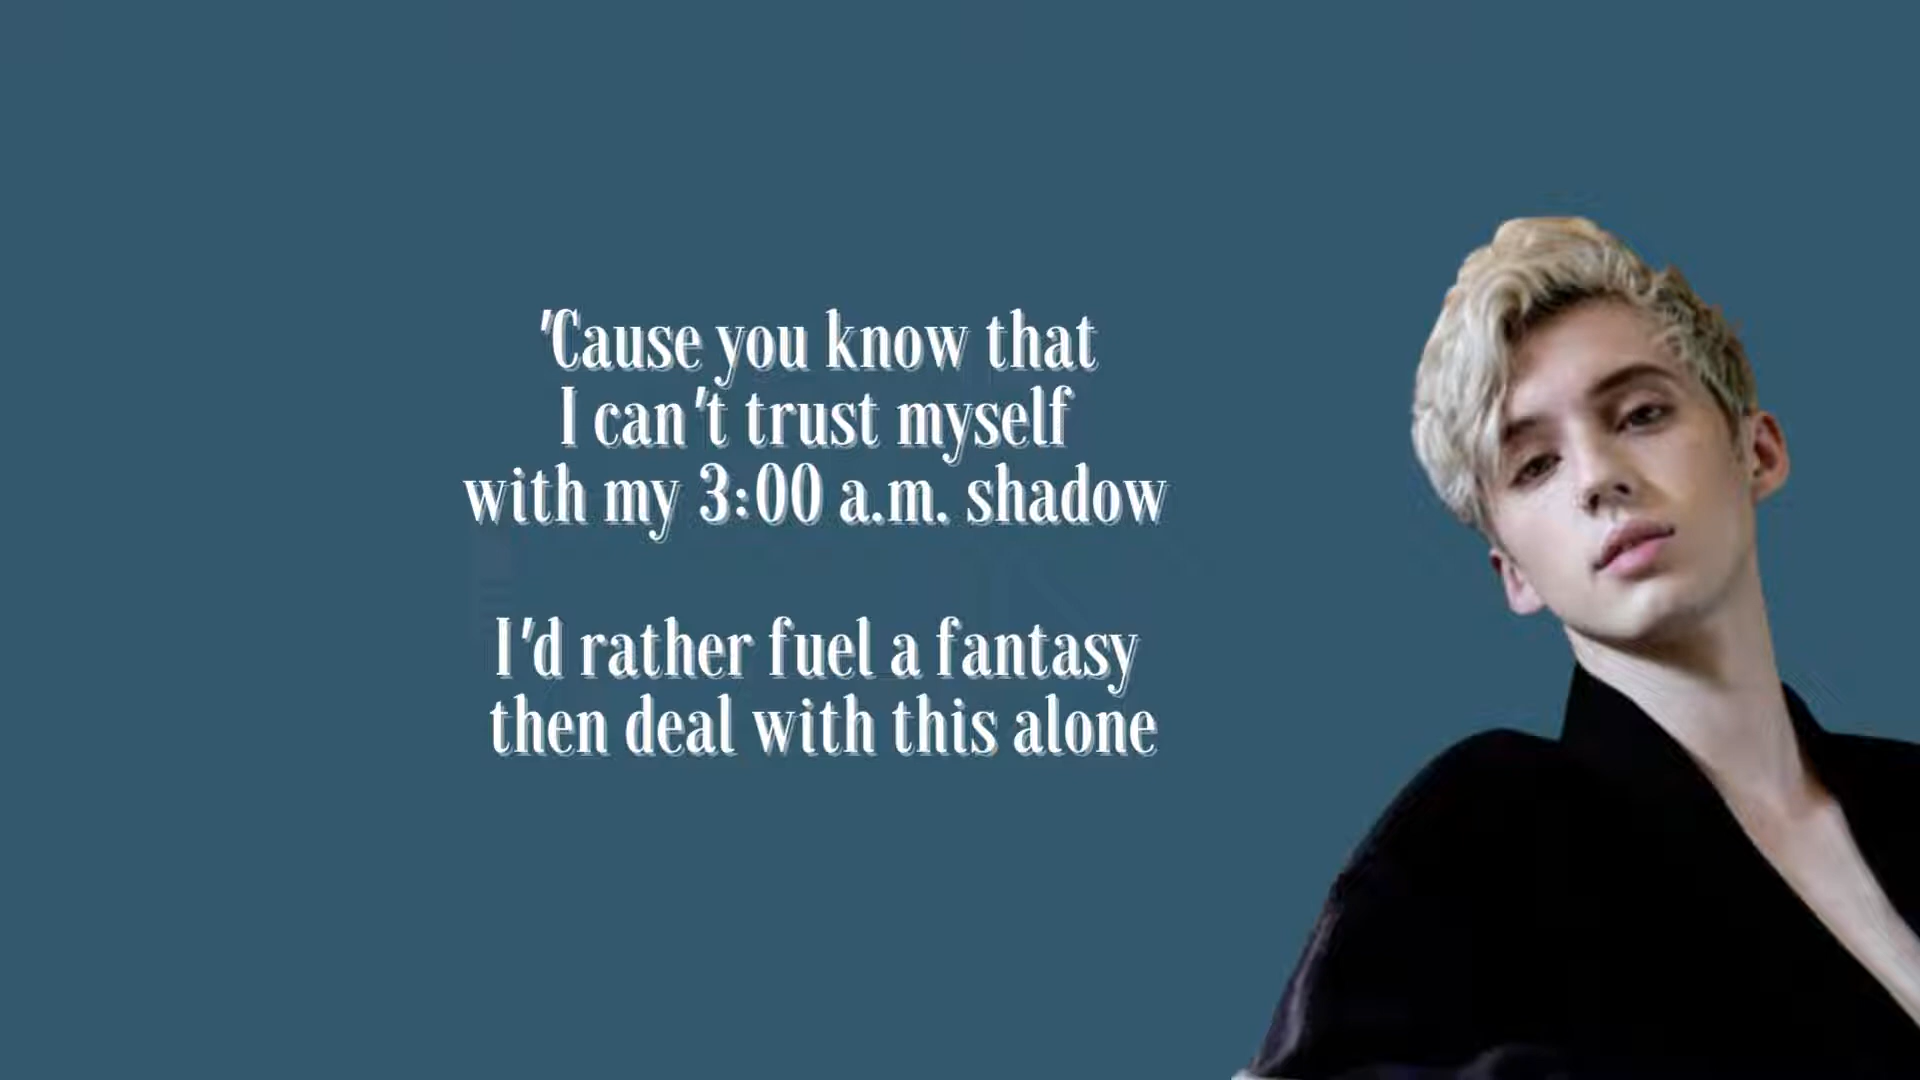 'Cause you know that
I can't trust myself
with my 3:00 a.m. shadow
I'd rather fuel a fantasy
then deal with this alone